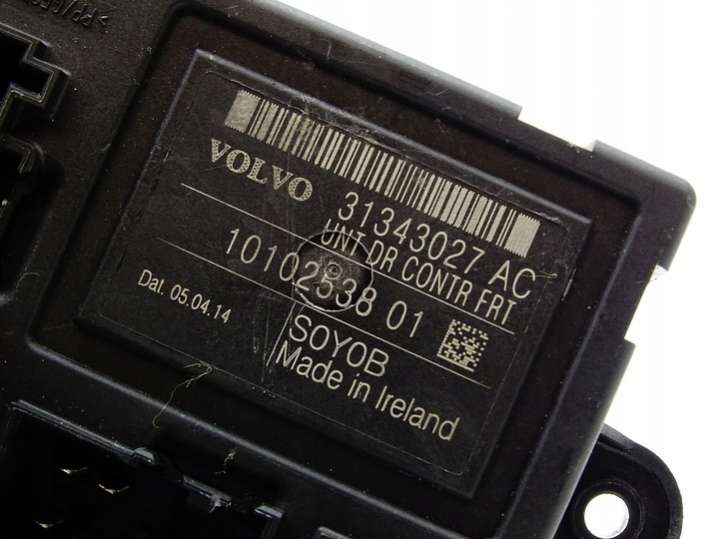 VOLVO
31343027 AC
UNT DR CONTR FRT
10102538 01
Dat. 05.04.14
SOYOB
Made in Ireland